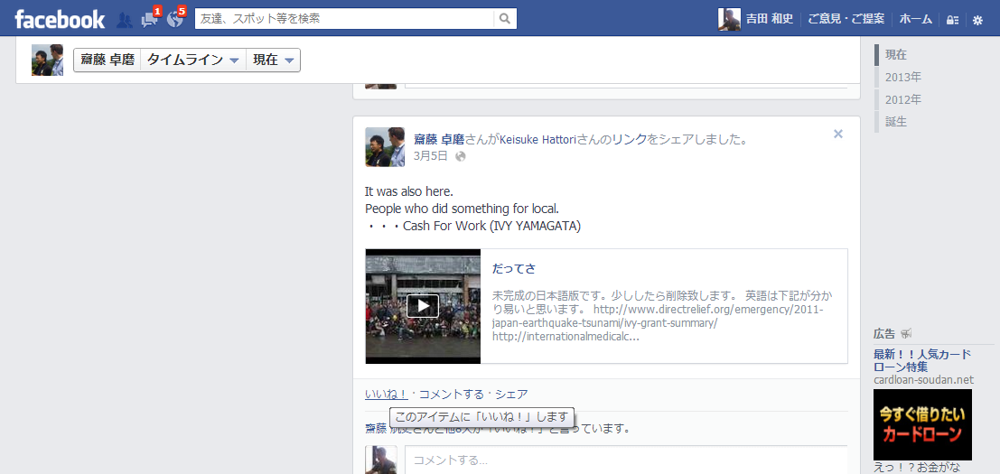 facebook
1
5
友達、スポット等を検索
吉田 和史
ご意見・ご提案
ホーム
齋藤 卓磨
タイムライン
現在
現在
2013年
2012年
誕生
齋藤 卓磨さんがKeisuke Hattoriさんのリンクをシェアしました。
3月5日
It was also here.
People who did something for local.
・・・Cash For Work (IVY YAMAGATA)
だってさ
未完成の日本語版です。少ししたら削除致します。 英語は下記が分か
り易いと思います。 http://www.directrelief.org/emergency/2011-
japan-earthquake-tsunami/ivy-grant-summary/
http://internationalmedicalc...
いいね！・コメントする・シェア
このアイテムに「いいね！」します
齋藤
と言っています。
コメントする...
広告
最新！！人気カード
ローン特集
cardloan-soudan.net
今すぐ借りたい
カードローン
えっ！？お金がな